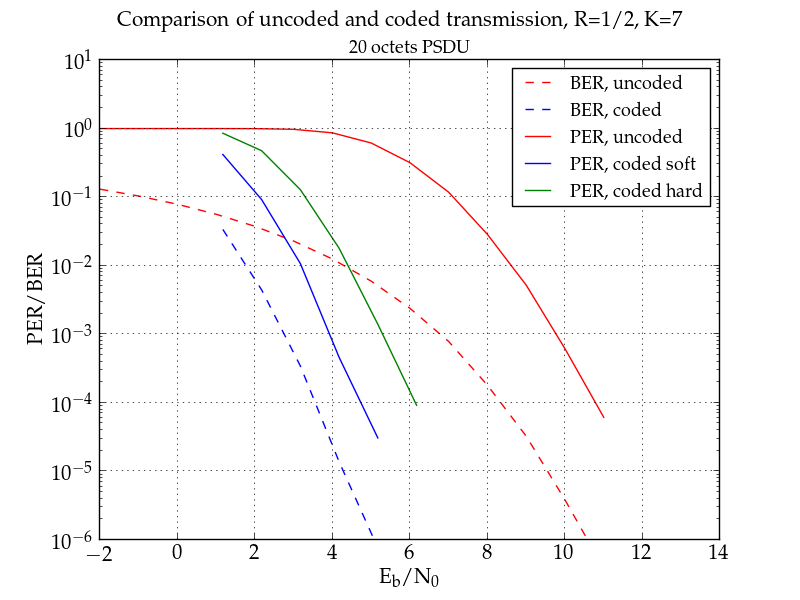 Comparison of uncoded and coded transmission, R=1/2, K=7
20 octets PSDU
10^1
10^0
10^−1
10^−2
10^−3
10^−4
10^−5
10^−6
PER/BER
BER, uncoded
BER, coded
PER, uncoded
PER, coded soft
PER, coded hard
−2 0 2 4 6 8 10 12 14
E_b/N_0